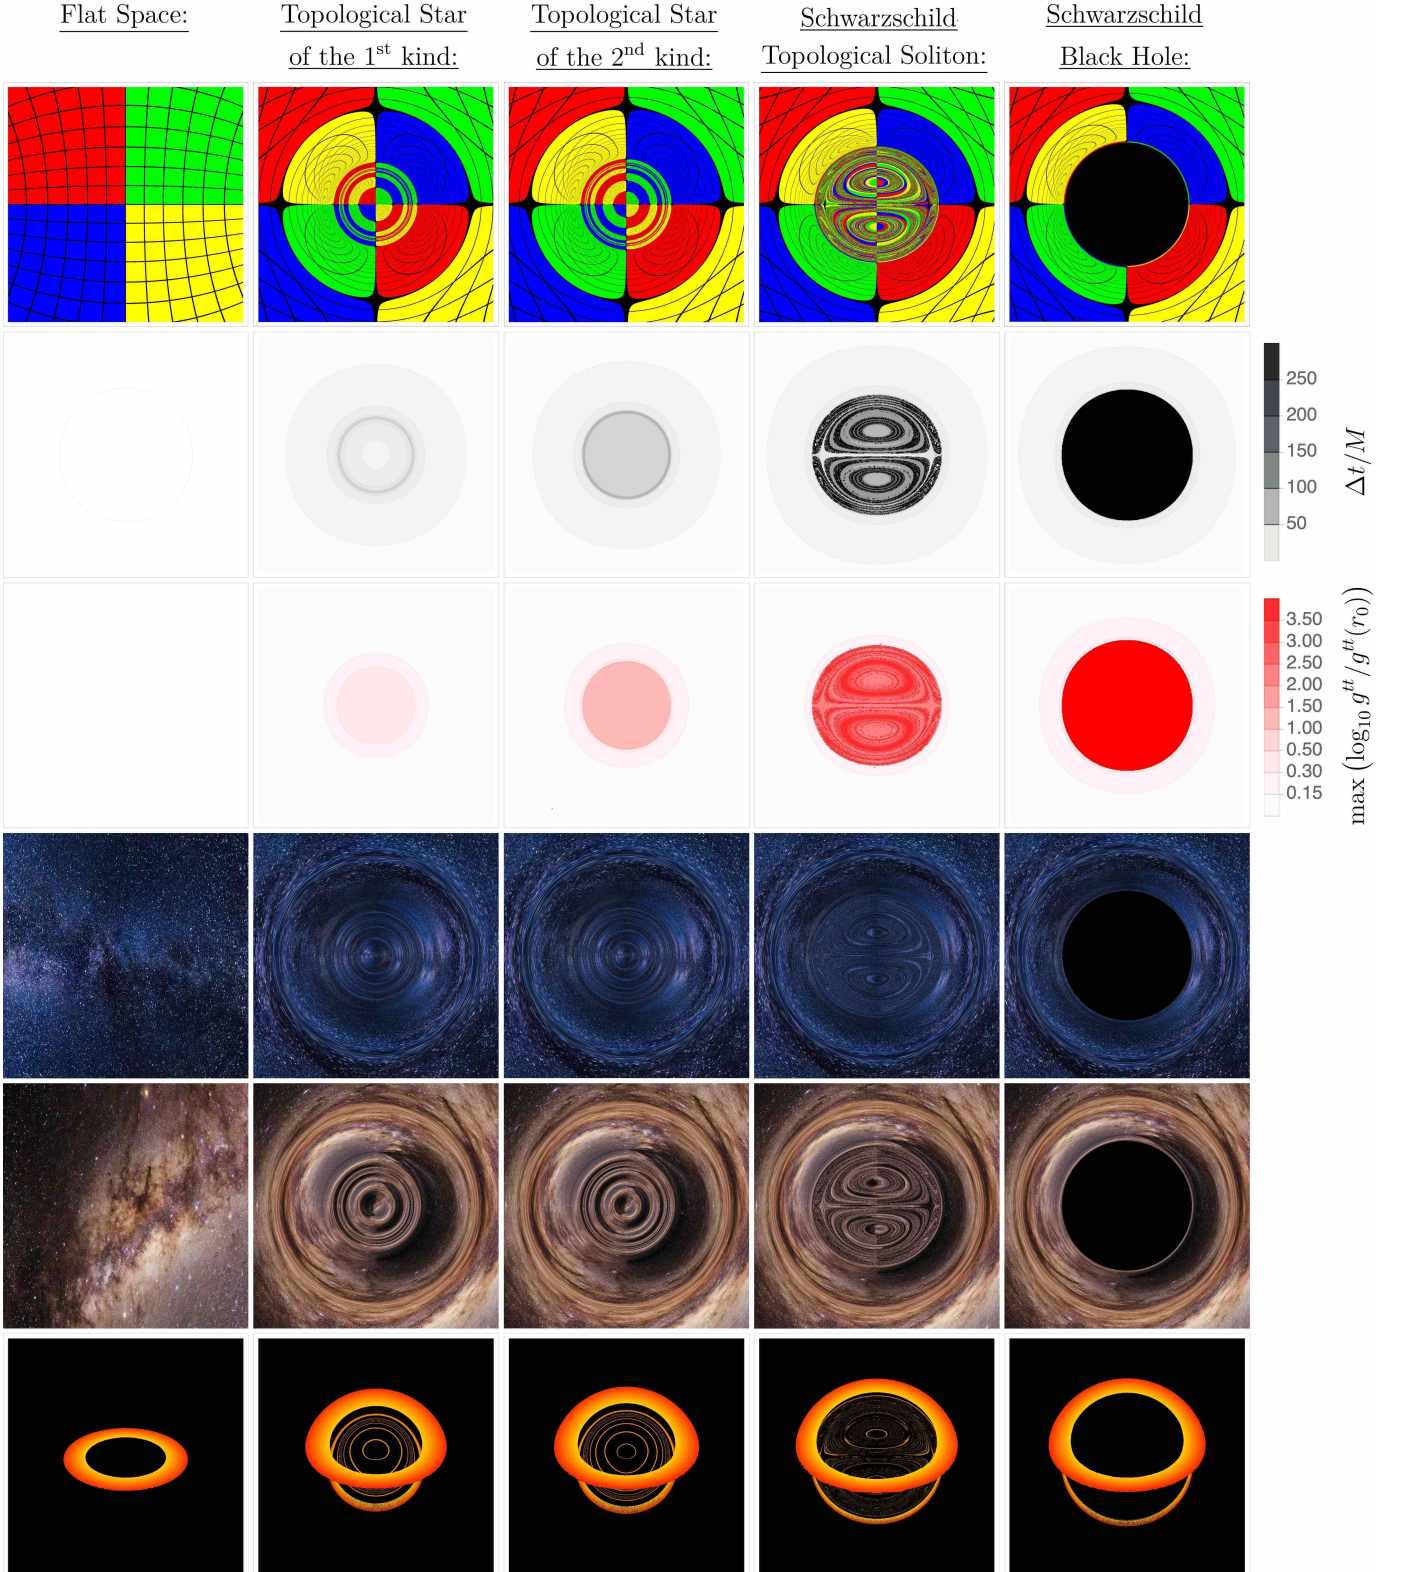 Flat Space:
Topological Star
of the 1st kind:
Topological Star
of the 2nd kind:
Schwarzschild
Topological Soliton:
Schwarzschild
Black Hole:
250
200
150
100
50
Δt/M
3.50
3.00
2.50
2.00
1.50
1.00
0.50
0.30
0.15
max (log₁₀ gᵗᵗ/gᵗᵗ(r₀))